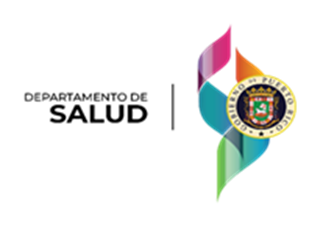 DEPARTAMENTO DE
SALUD
GOBIERNO DE PUERTO RICO